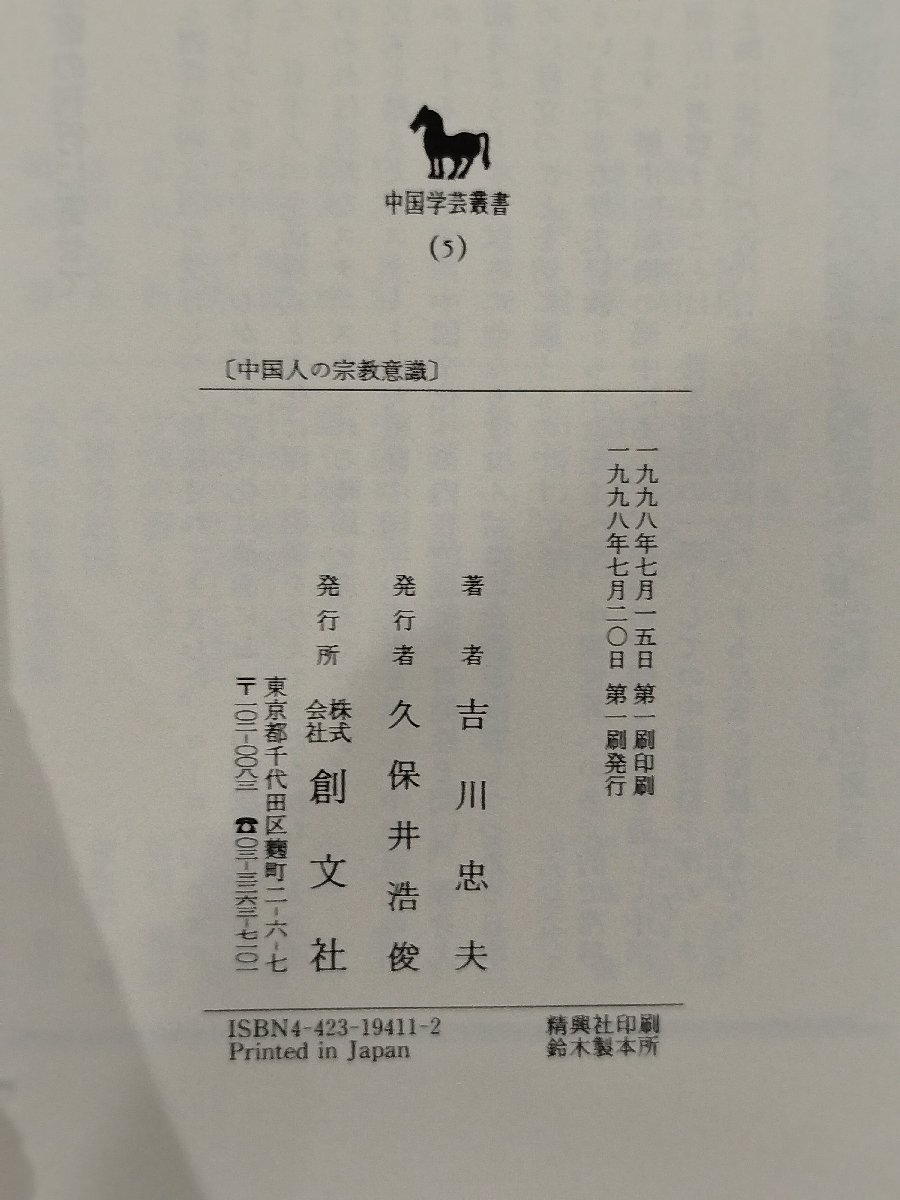 中国学芸叢書
(5)
〔中国人の宗教意識〕
一九九八年七月一五日 第一刷印刷
一九九八年七月二〇日 第一刷発行
著者 吉川忠夫
発行者 久保井浩俊
発行所 株式会社 創文社
東京都千代田区麹町二-六-七
〒一〇二-〇〇八三 ☎〇三-三二六三-七一〇一
ISBN4-423-19411-2
Printed in Japan
精興社印刷
鈴木製本所